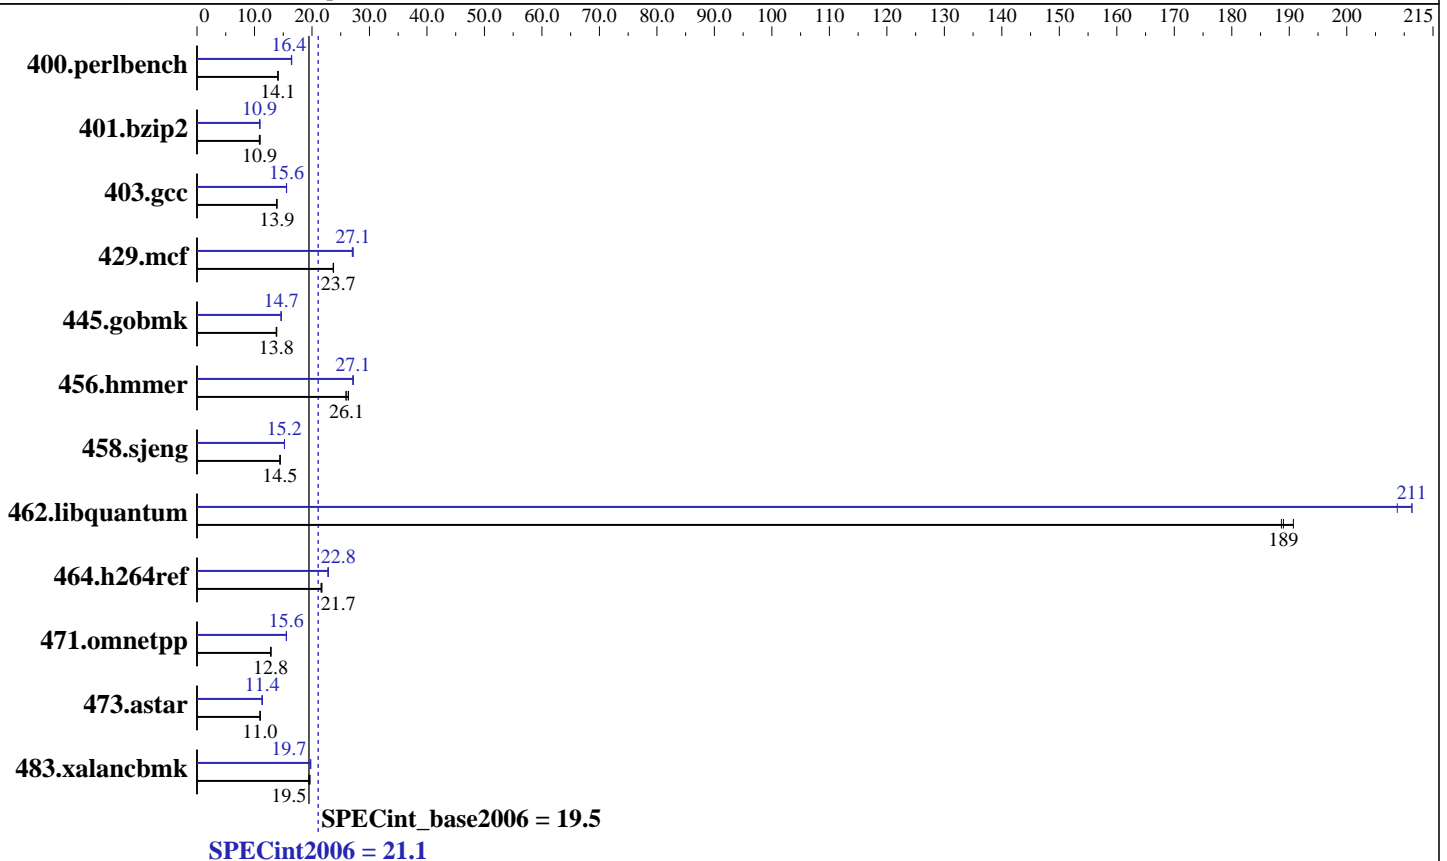 0 10.0 20.0 30.0 40.0 50.0 60.0 70.0 80.0 90.0 100 110 120 130 140 150 160 170 180 190 200 215
16.4
400.perlbench
14.1
10.9
401.bzip2
10.9
15.6
403.gcc
13.9
27.1
429.mcf
23.7
14.7
445.gobmk
13.8
27.1
456.hmmer
26.1
15.2
458.sjeng
14.5
211
462.libquantum
189
22.8
464.h264ref
21.7
15.6
471.omnetpp
12.8
11.4
473.astar
11.0
19.7
483.xalancbmk
19.5
SPECint_base2006 = 19.5
SPECint2006 = 21.1